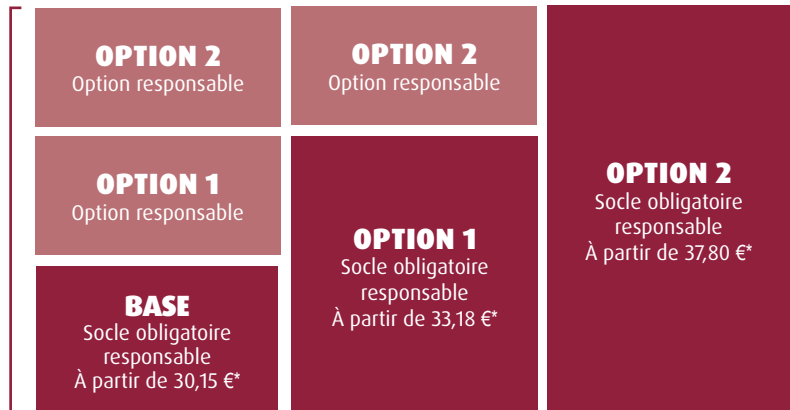 OPTION 2
Option responsable
OPTION 1
Option responsable
BASE
Socle obligatoire
responsable
À partir de 30,15 €*
OPTION 2
Option responsable
OPTION 1
Socle obligatoire
responsable
À partir de 33,18 €*
OPTION 2
Socle obligatoire
responsable
À partir de 37,80 €*